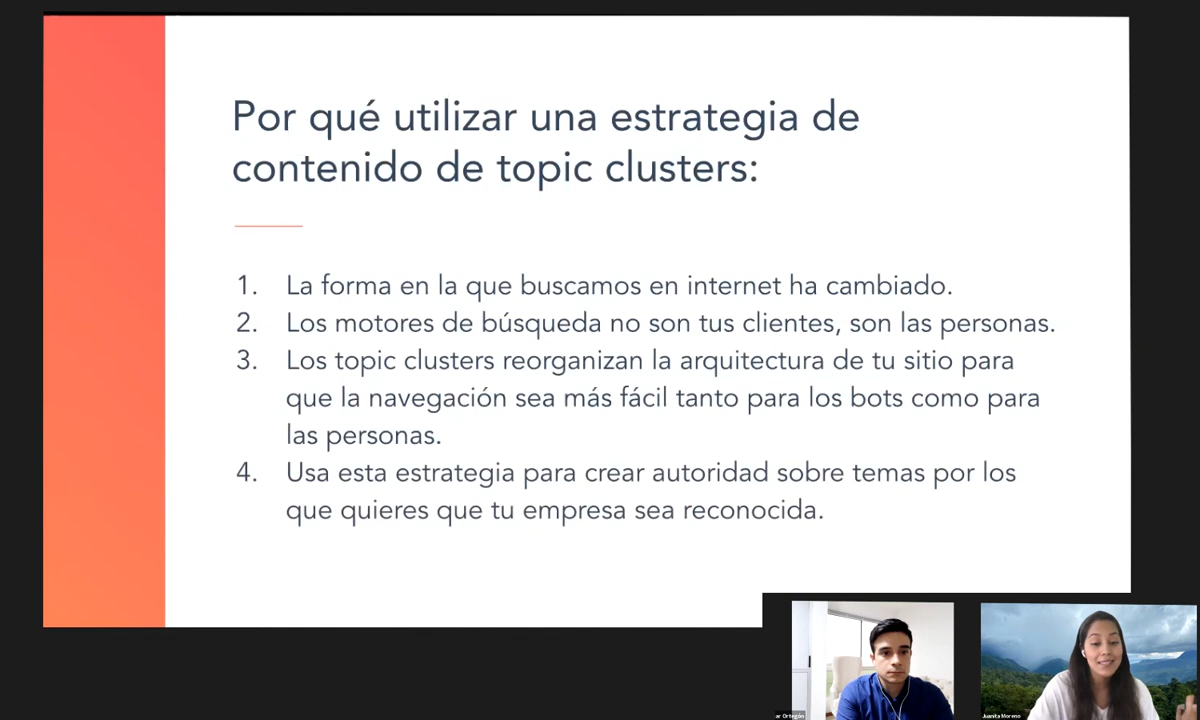 Por qué utilizar una estrategia de
contenido de topic clusters:
1. La forma en la que buscamos en internet ha cambiado.
2. Los motores de búsqueda no son tus clientes, son las personas.
3. Los topic clusters reorganizan la arquitectura de tu sitio para
que la navegación sea más fácil tanto para los bots como para
las personas.
4. Usa esta estrategia para crear autoridad sobre temas por los
que quieres que tu empresa sea reconocida.
ar Ortegón
Juanita Moreno